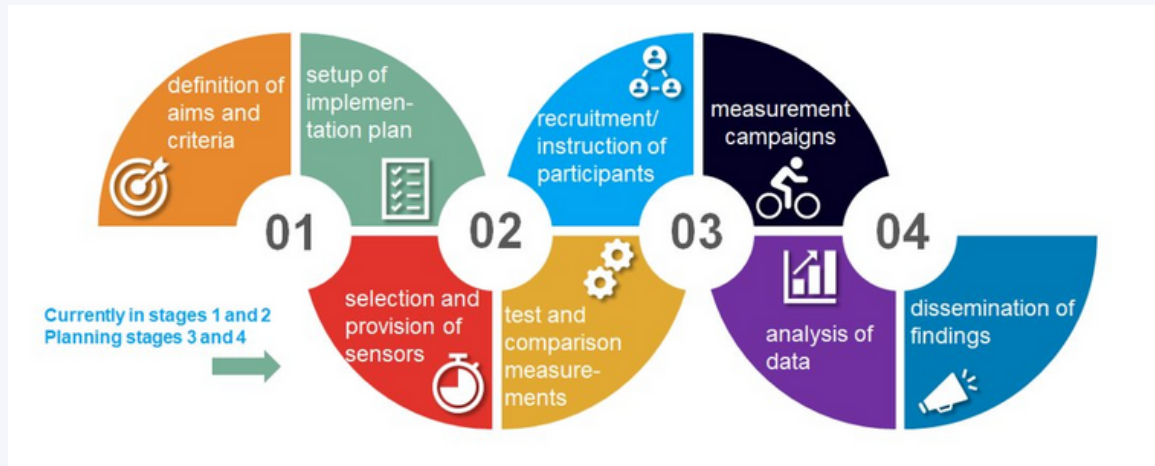 definition of
aims and
criteria
setup of
implemen-
tation plan
01
selection and
provision of
sensors
02
recruitment/
instruction of
participants
test and
comparison
measure-
ments
03
measurement
campaigns
analysis of
data
04
dissemination of
findings
Currently in stages 1 and 2
Planning stages 3 and 4